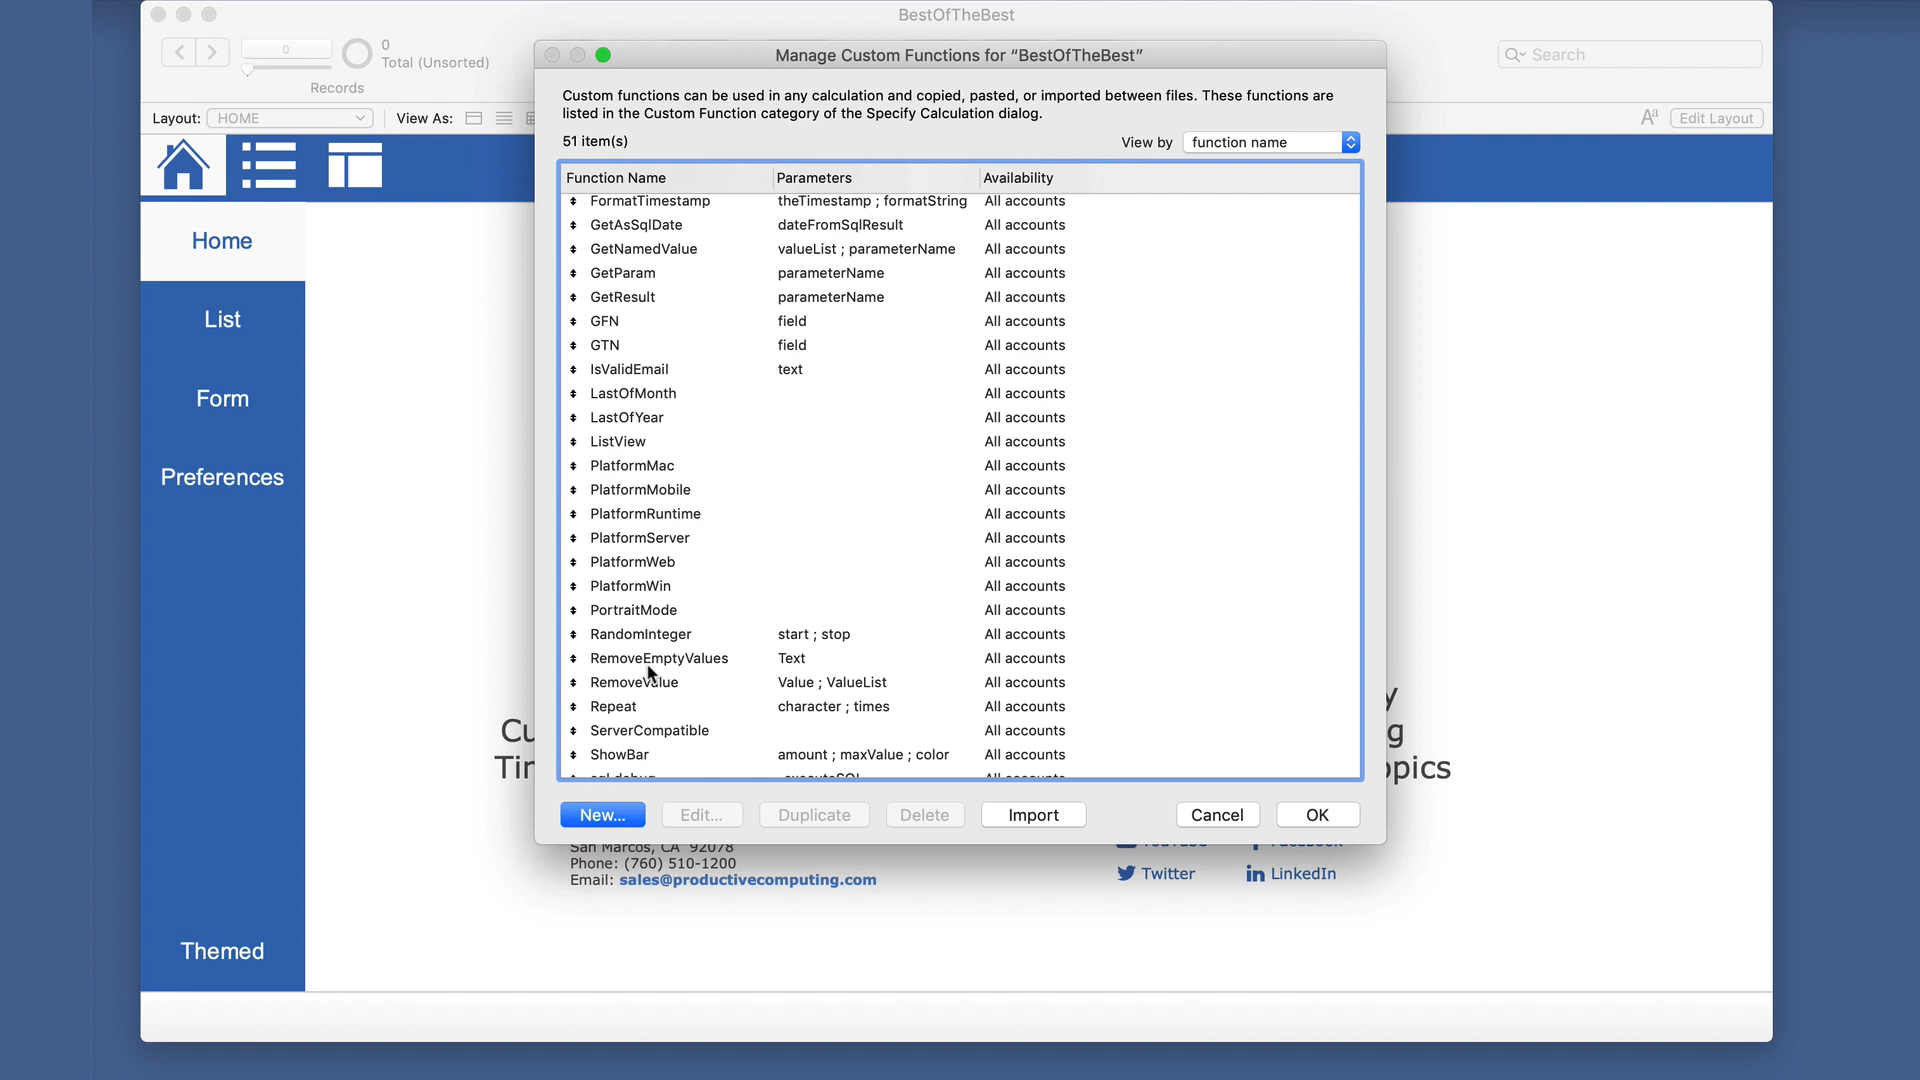 BestOfTheBest
0
0
Total (Unsorted)
Records
Search
Manage Custom Functions for “BestOfTheBest”
Layout: HOME
View As:
Aa
Edit Layout
Custom functions can be used in any calculation and copied, pasted, or imported between files. These functions are
listed in the Custom Function category of the Specify Calculation dialog.
51 item(s)
View by function name
Function Name Parameters Availability
FormatTimestamp theTimestamp ; formatString All accounts
GetAsSqlDate dateFromSqlResult All accounts
GetNamedValue valueList ; parameterName All accounts
GetParam parameterName All accounts
GetResult parameterName All accounts
GFN field All accounts
GTN field All accounts
IsValidEmail text All accounts
LastOfMonth All accounts
LastOfYear All accounts
ListView All accounts
PlatformMac All accounts
PlatformMobile All accounts
PlatformRuntime All accounts
PlatformServer All accounts
PlatformWeb All accounts
PlatformWin All accounts
PortraitMode All accounts
RandomInteger start ; stop All accounts
RemoveEmptyValues Text All accounts
RemoveValue Value ; ValueList All accounts
Repeat character ; times All accounts
ServerCompatible All accounts
ShowBar amount ; maxValue ; color All accounts
New... Edit... Duplicate Delete Import Cancel OK
Home
List
Form
Preferences
Themed
San Marcos, CA 92078
Phone: (760) 510-1200
Email: sales@productivecomputing.com
YouTube
Facebook
Twitter
LinkedIn